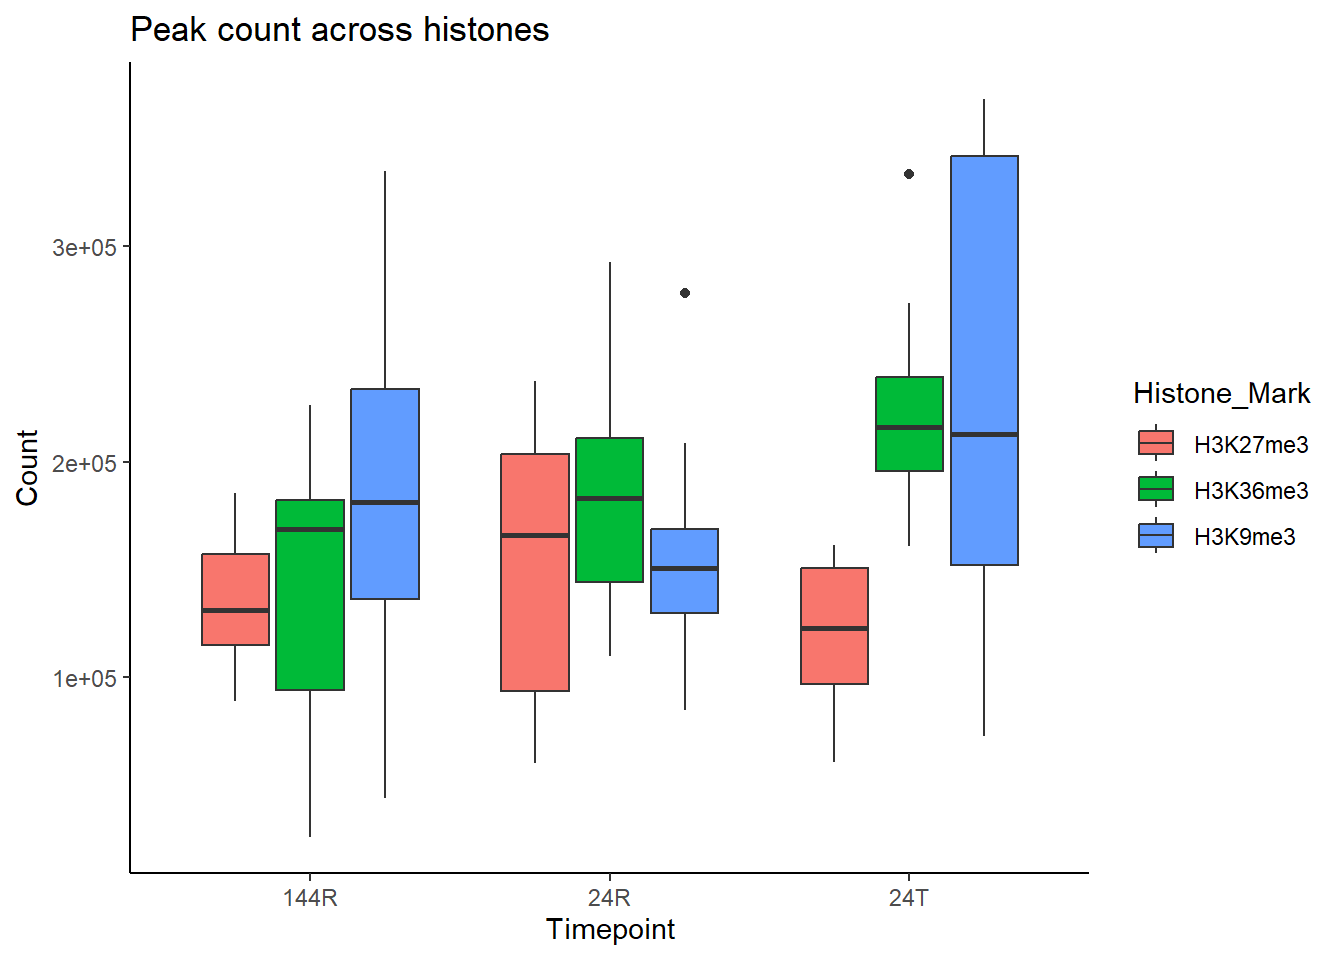 Peak count across histones
Count
3e+05
2e+05
1e+05
144R
24R
24T
Timepoint
Histone_Mark
H3K27me3
H3K36me3
H3K9me3